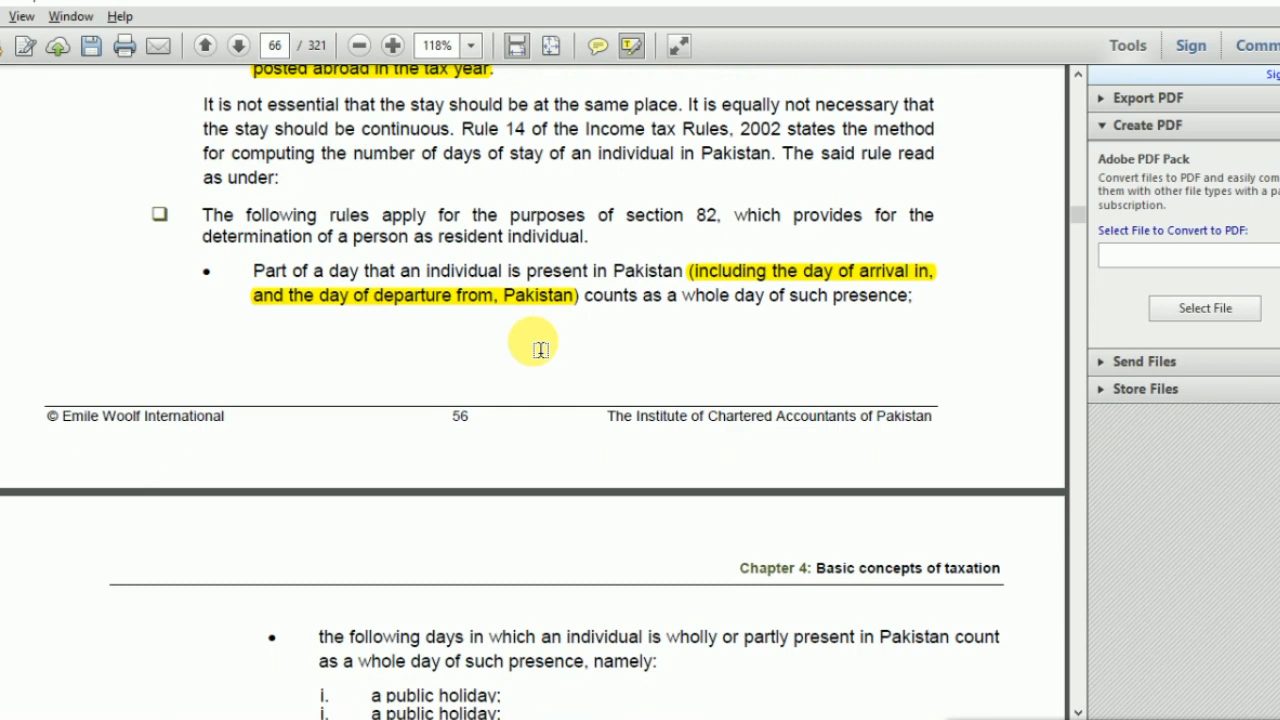 View Window Help
66 / 321 118% Tools Sign Comm
posted abroad in the tax year.
It is not essential that the stay should be at the same place. It is equally not necessary that
the stay should be continuous. Rule 14 of the Income tax Rules, 2002 states the method
for computing the number of days of stay of an individual in Pakistan. The said rule read
as under:
❑ The following rules apply for the purposes of section 82, which provides for the
determination of a person as resident individual.
• Part of a day that an individual is present in Pakistan (including the day of arrival in,
and the day of departure from, Pakistan) counts as a whole day of such presence;
© Emile Woolf International 56 The Institute of Chartered Accountants of Pakistan
Chapter 4: Basic concepts of taxation
• the following days in which an individual is wholly or partly present in Pakistan count
as a whole day of such presence, namely:
i. a public holiday;
i. a public holiday;
Sig
Export PDF
Create PDF
Adobe PDF Pack
Convert files to PDF and easily com
them with other file types with a pa
subscription.
Select File to Convert to PDF:
Select File
Send Files
Store Files